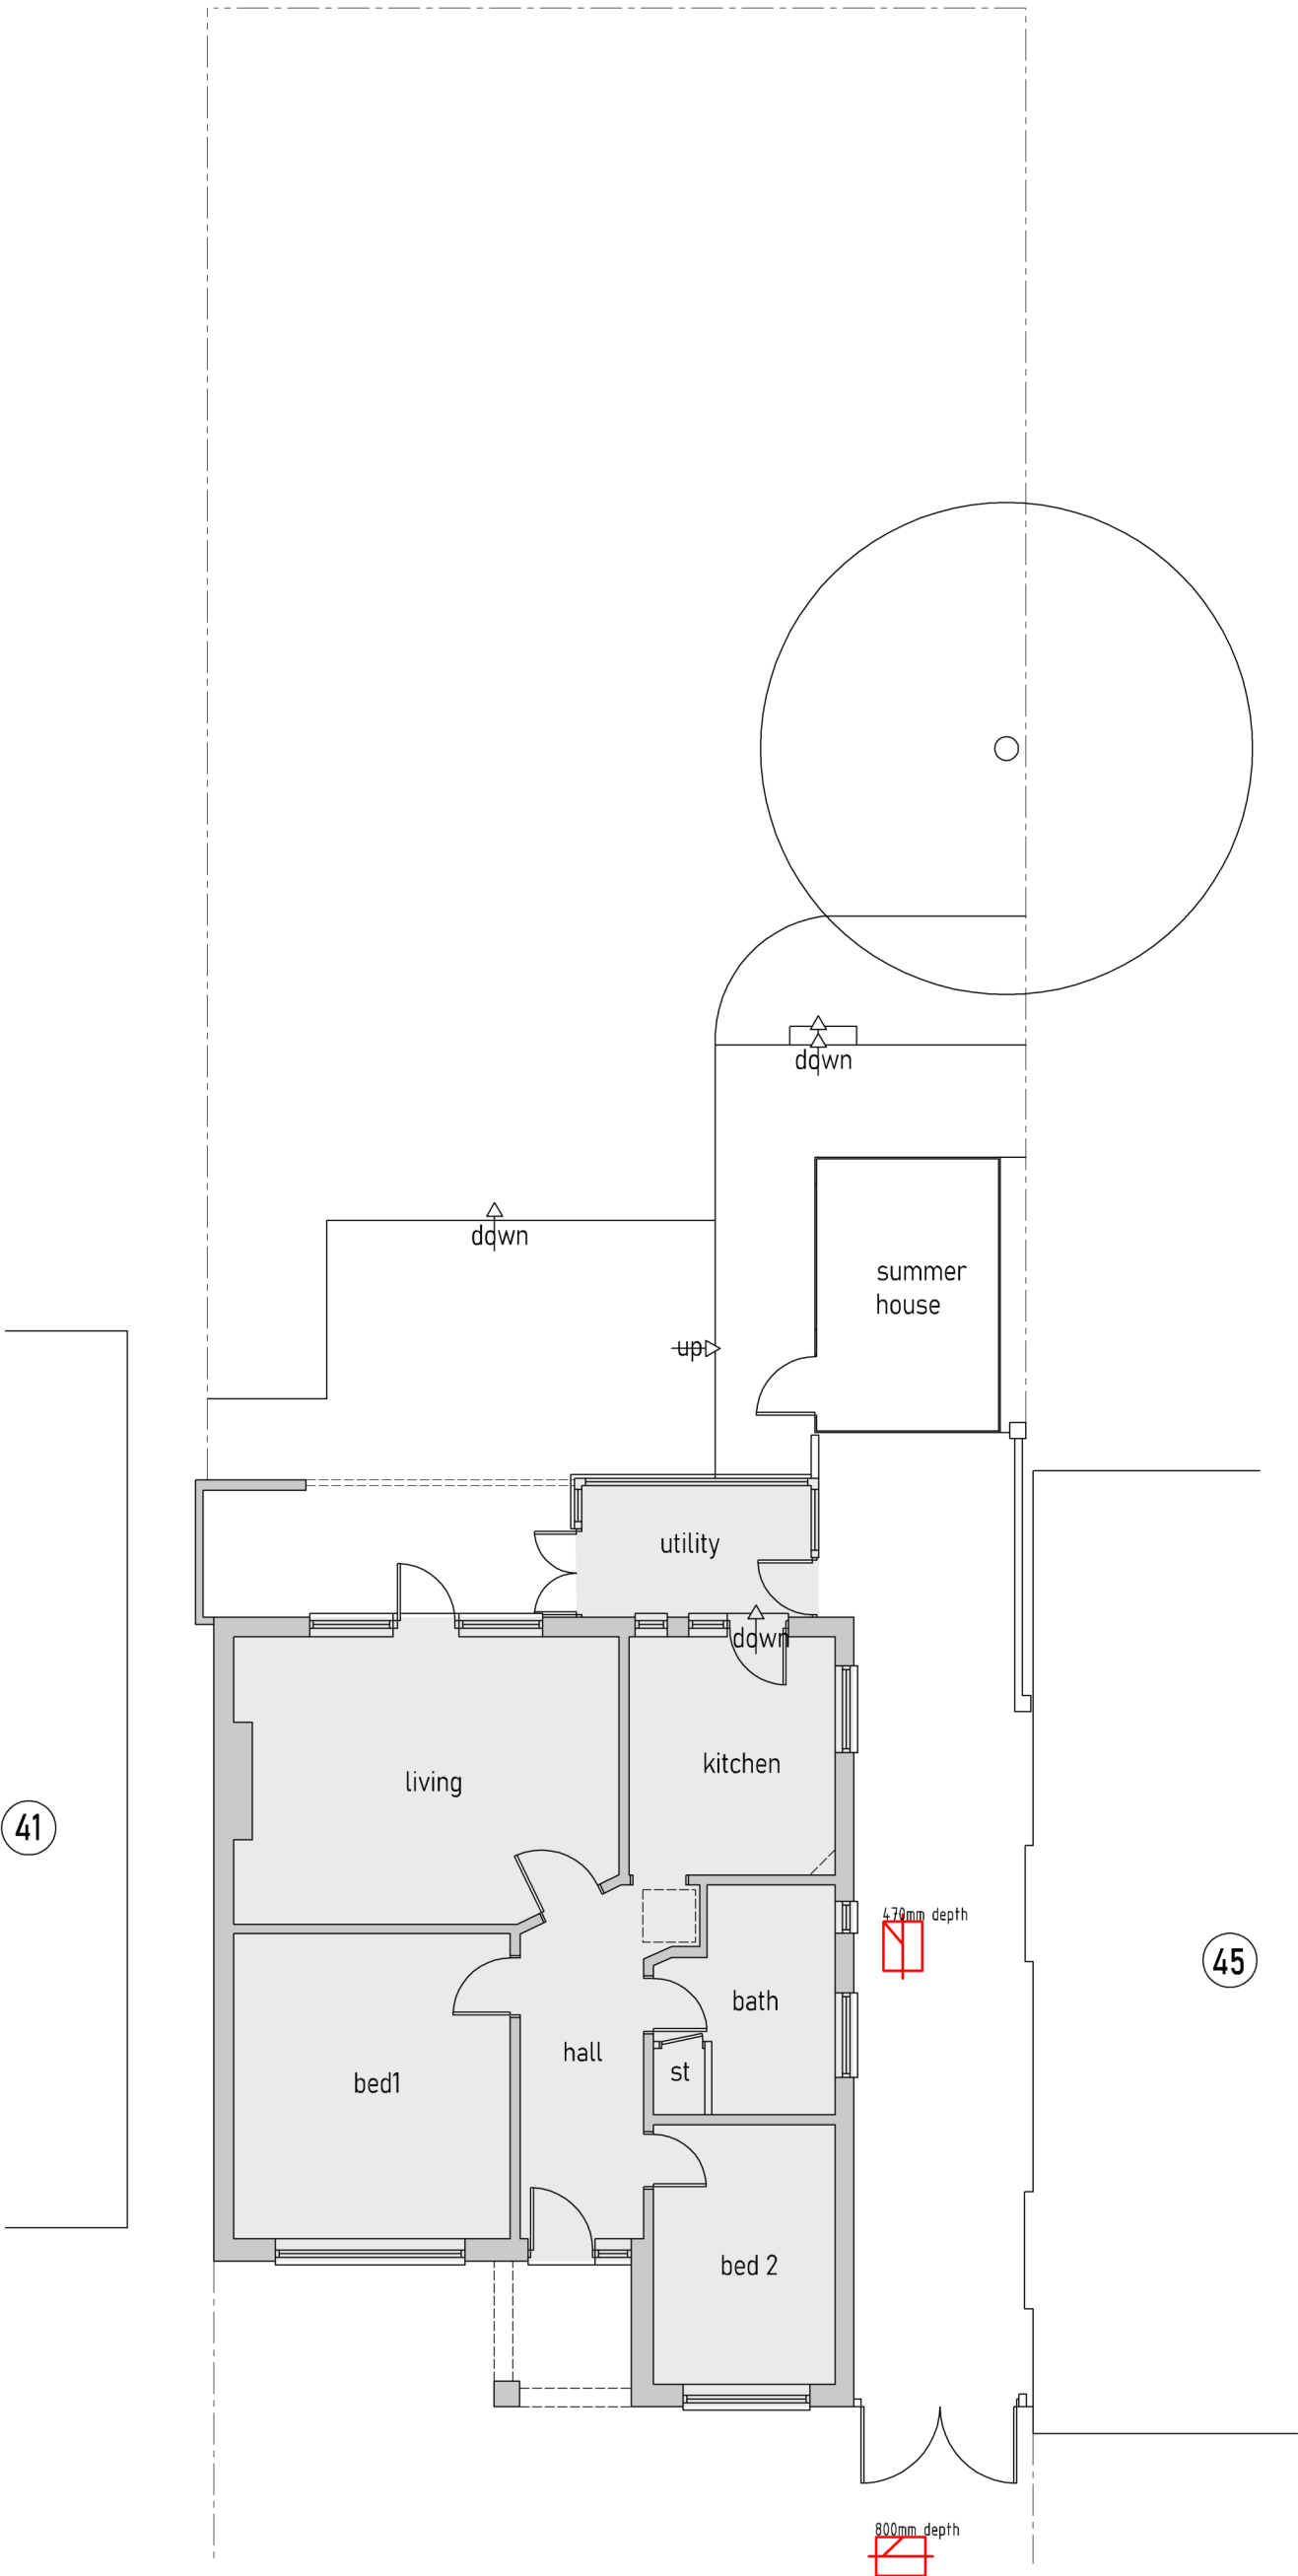 down
down
summer
house
up
utility
down
kitchen
living
41
470mm depth
45
bath
hall
st
bed1
bed 2
800mm depth